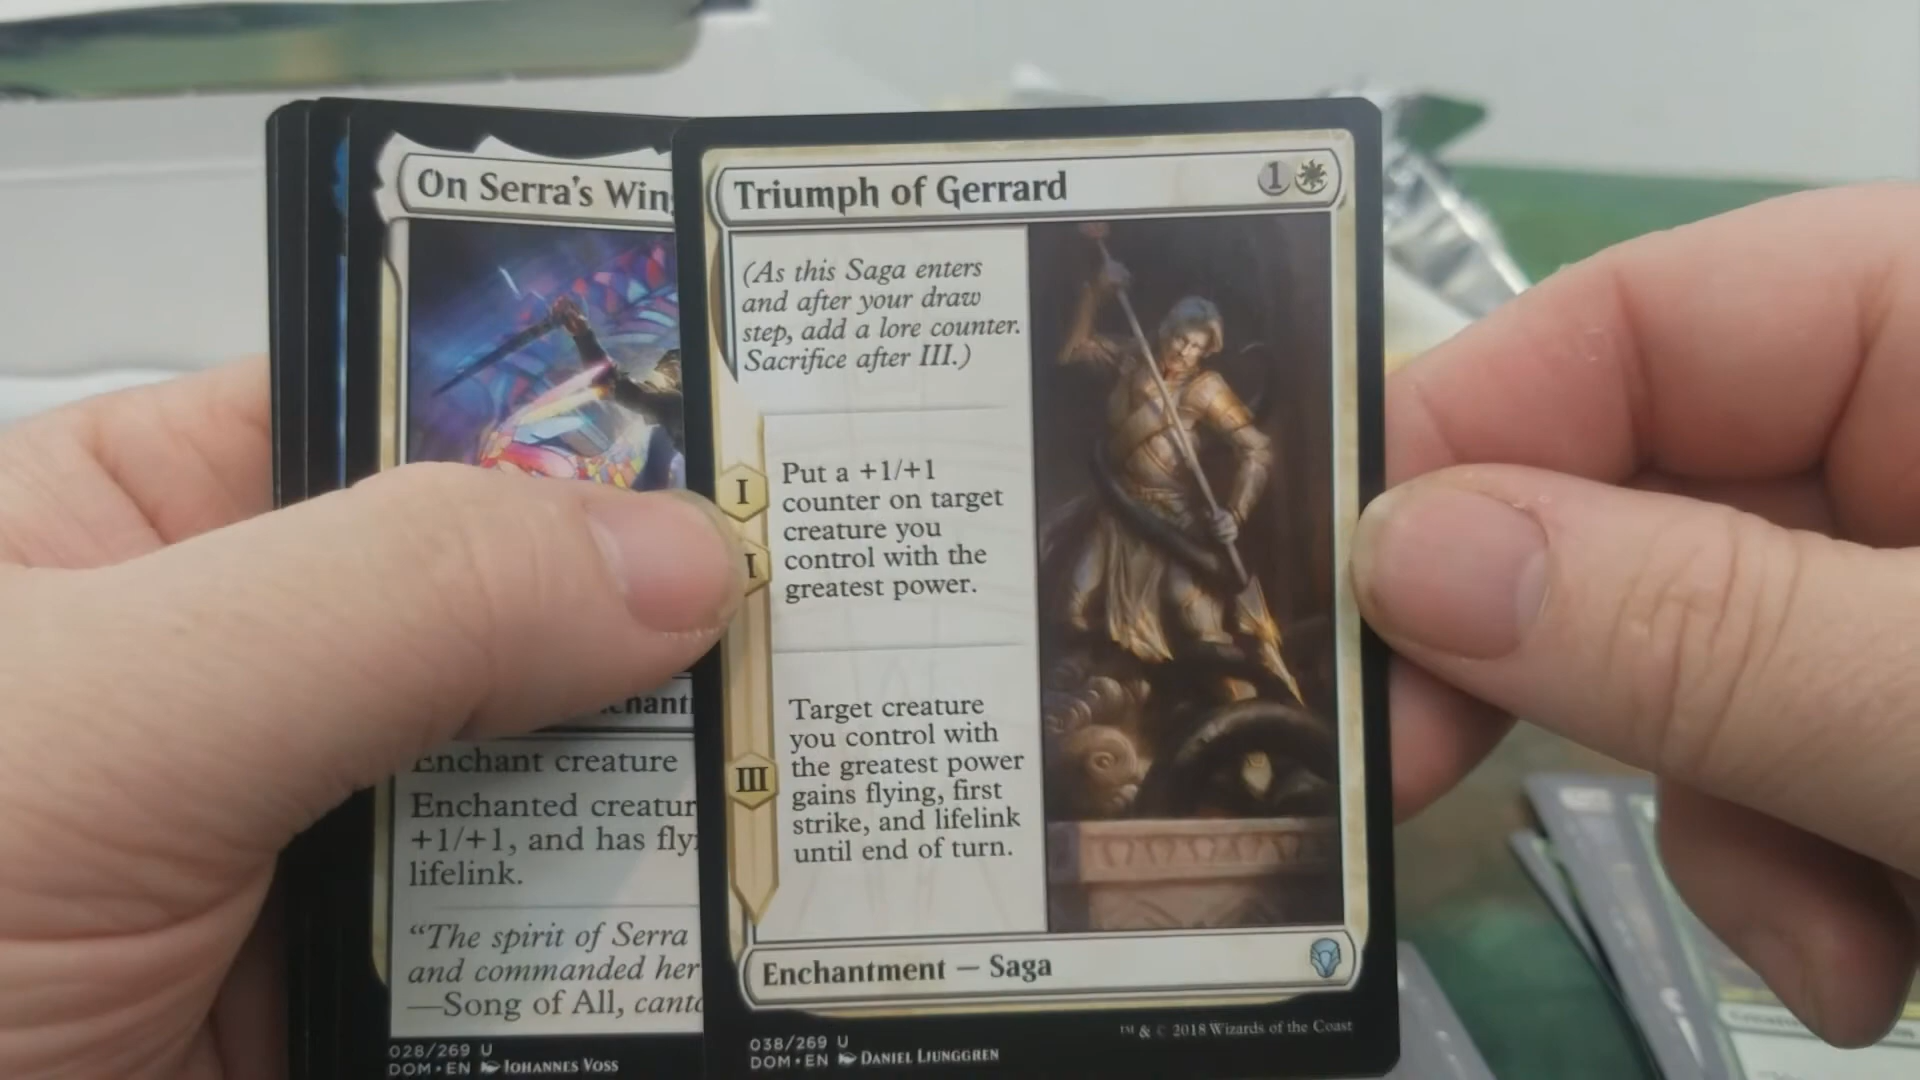 On Serra's Win
Enchant creature
Enchanted creatur
+1/+1, and has fly
lifelink.
"The spirit of Serra
and commanded her
—Song of All, canto
028/269 U
DOM • EN Johannes Voss
Triumph of Gerrard
1
(As this Saga enters
and after your draw
step, add a lore counter.
Sacrifice after III.)
I
I
Put a +1/+1
counter on target
creature you
control with the
greatest power.
III
Target creature
you control with
the greatest power
gains flying, first
strike, and lifelink
until end of turn.
Enchantment — Saga
038/269 U
DOM • EN Daniel Ljunggren
™ & © 2018 Wizards of the Coast